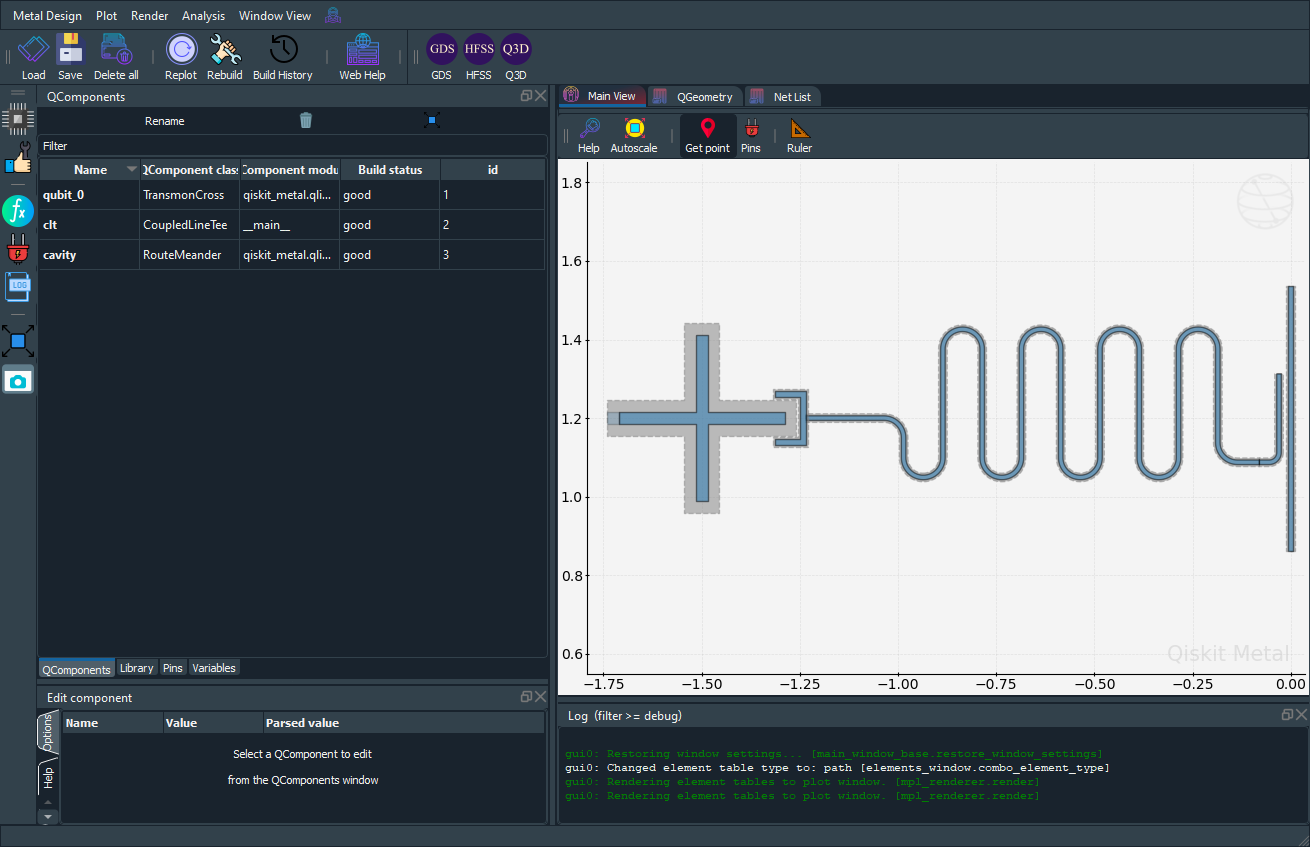 Metal Design Plot Render Analysis Window View
GDS HFSS Q3D
Load Save Delete all Replot Rebuild Build History Web Help GDS HFSS Q3D
QComponents
Rename
Filter
Name QComponent clas Component modu Build status id
qubit_0 TransmonCross qiskit_metal.qli... good 1
clt CoupledLineTee __main__ good 2
cavity RouteMeander qiskit_metal.qli... good 3
fx
LOG
QComponents Library Pins Variables
Edit component
Options
Help
Name Value Parsed value
Select a QComponent to edit
from the QComponents window
Main View QGeometry Net List
Help Autoscale Get point Pins Ruler
1.8
1.6
1.4
1.2
1.0
0.8
0.6
Qiskit Metal
−1.75 −1.50 −1.25 −1.00 −0.75 −0.50 −0.25 0.00
Log (filter >= debug)
gui0: Restoring window settings... [main_window_base.restore_window_settings]
gui0: Changed element table type to: path [elements_window.combo_element_type]
gui0: Rendering element tables to plot window. [mpl_renderer.render]
gui0: Rendering element tables to plot window. [mpl_renderer.render]